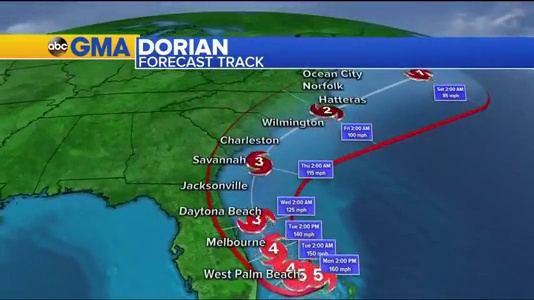 abc GMA DORIAN
FORECAST TRACK
Ocean City
Norfolk
Sat 2:00 AM
85 mph
Hatteras
2
Wilmington
Fri 2:00 AM
100 mph
Charleston
Savannah
3
Thu 2:00 AM
115 mph
Jacksonville
Wed 2:00 AM
125 mph
Daytona Beach
3
Tue 2:00 PM
140 mph
Melbourne
4
Tue 2:00 AM
150 mph
Mon 2:00 PM
160 mph
West Palm Beach
4
5
5